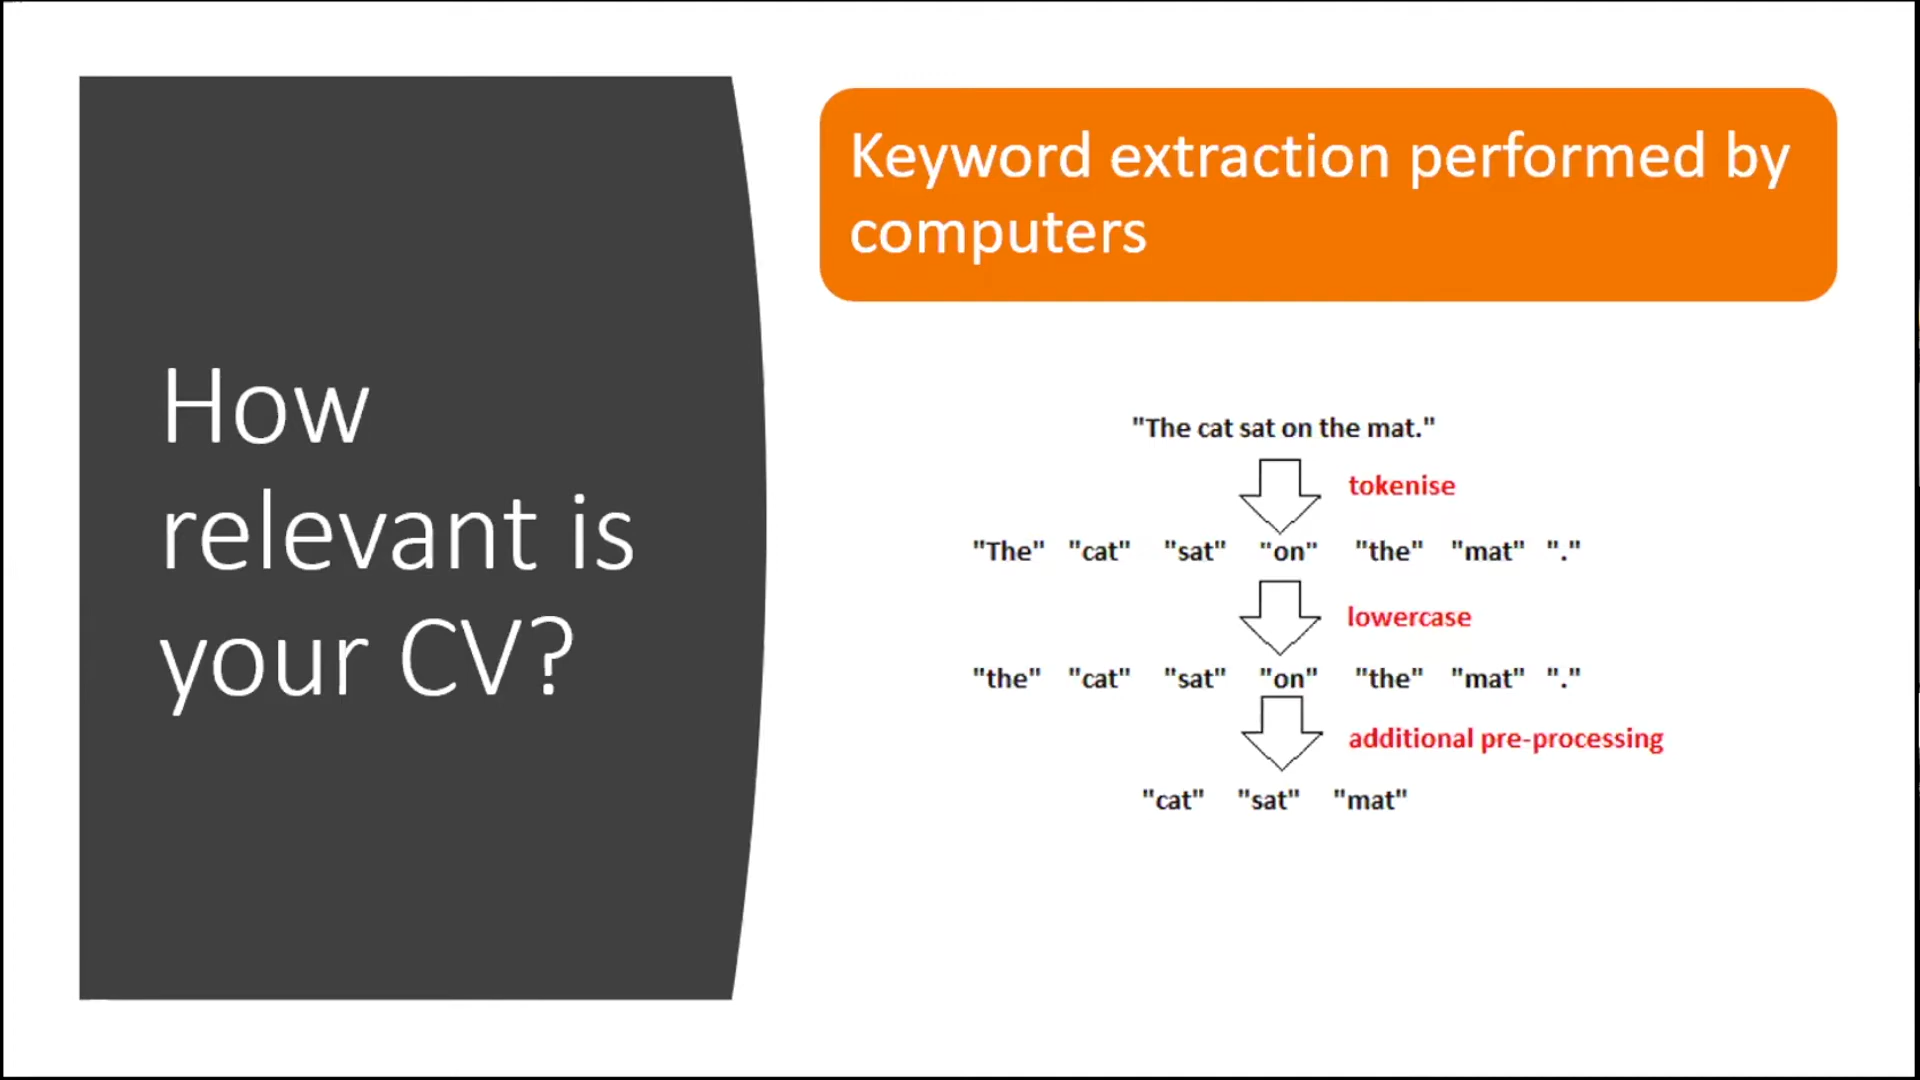 How
relevant is
your CV?
Keyword extraction performed by
computers
"The cat sat on the mat."
tokenise
"The" "cat" "sat" "on" "the" "mat" "."
lowercase
"the" "cat" "sat" "on" "the" "mat" "."
additional pre-processing
"cat" "sat" "mat"